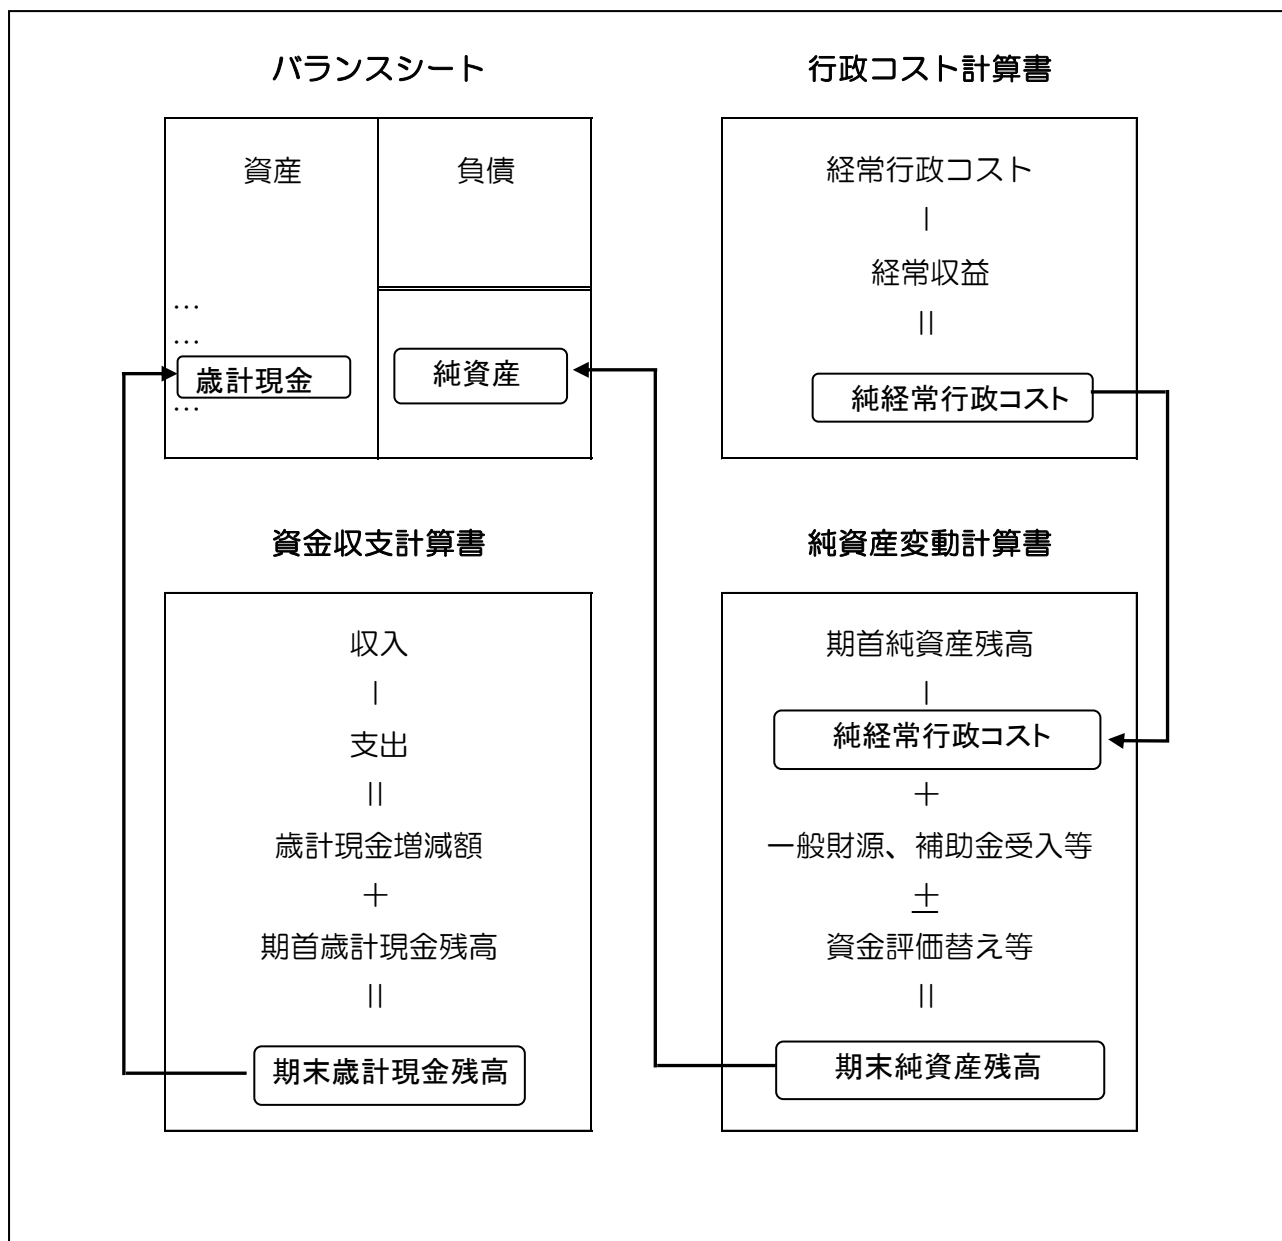 バランスシート
資産
負債
…
…
歳計現金
…
純資産
行政コスト計算書
経常行政コスト
－
経常収益
＝
純経常行政コスト
資金収支計算書
収入
－
支出
＝
歳計現金増減額
＋
期首歳計現金残高
＝
期末歳計現金残高
純資産変動計算書
期首純資産残高
－
純経常行政コスト
＋
一般財源、補助金受入等
±
資金評価替え等
＝
期末純資産残高